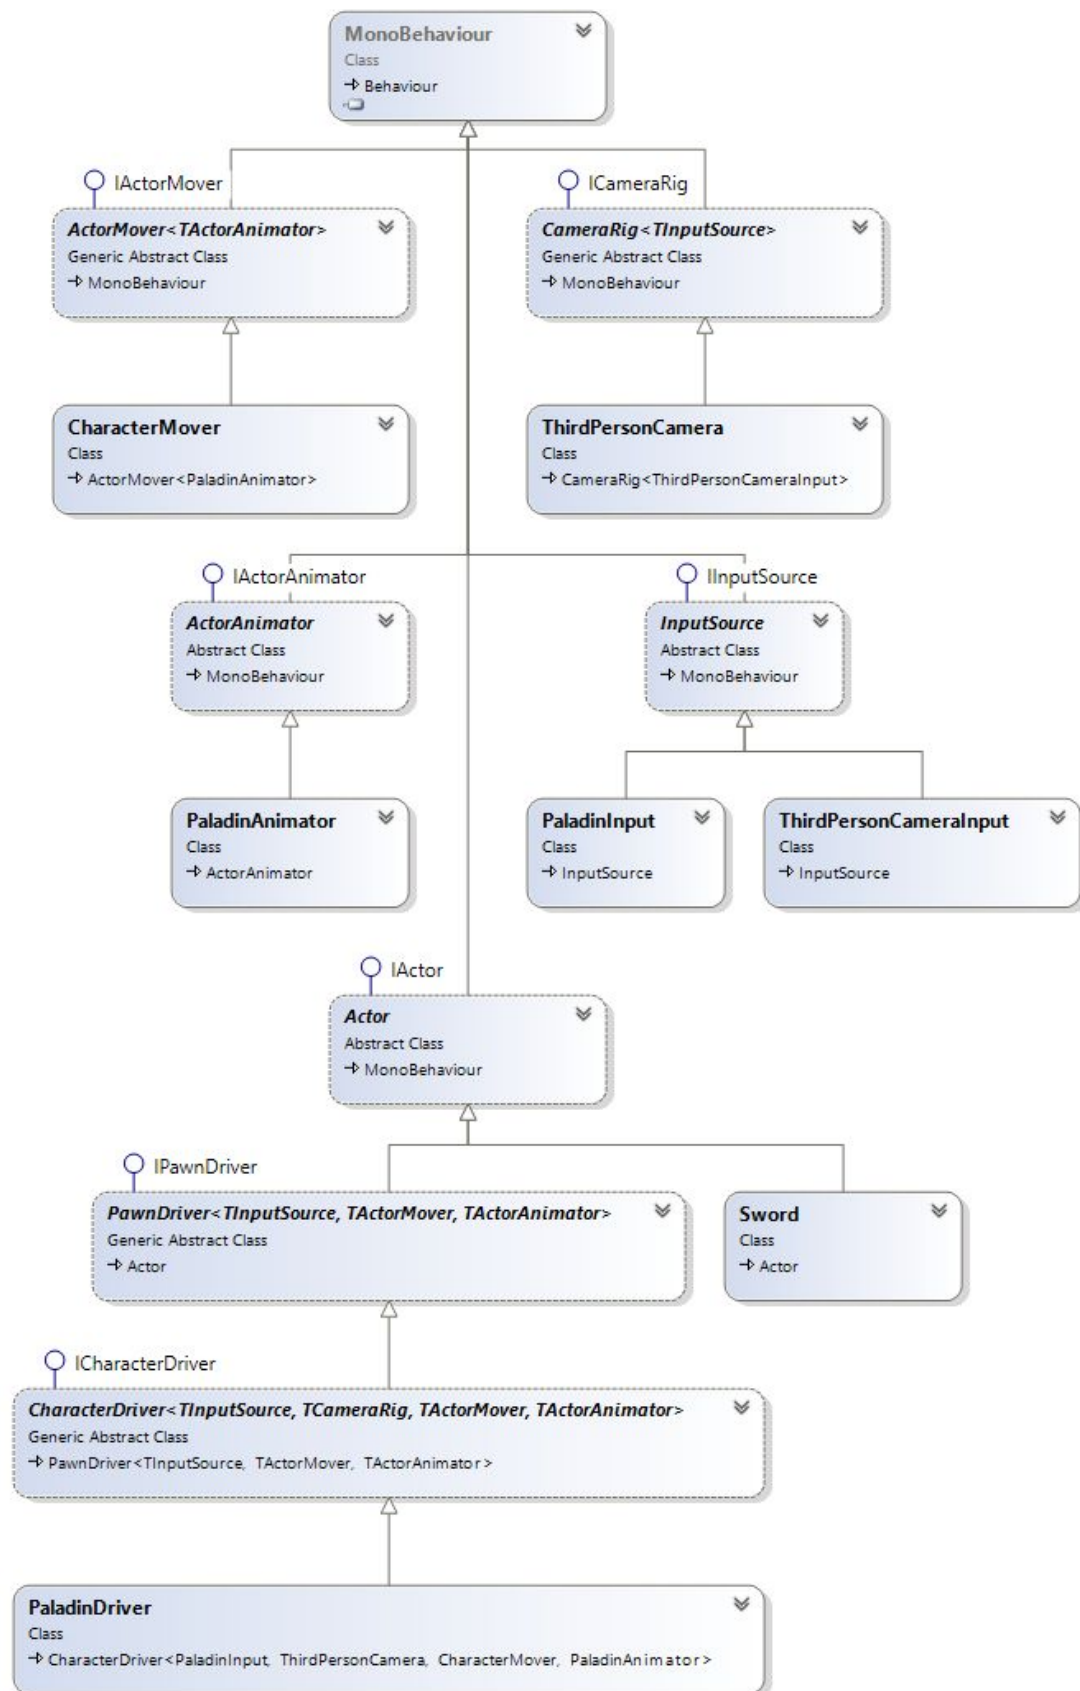 MonoBehaviour
Class
Behaviour
IActorMover
ICameraRig
ActorMover<TActorAnimator>
Generic Abstract Class
MonoBehaviour
CameraRig<TInputSource>
Generic Abstract Class
MonoBehaviour
CharacterMover
Class
ActorMover<PaladinAnimator>
ThirdPersonCamera
Class
CameraRig<ThirdPersonCameraInput>
IActorAnimator
IInputSource
ActorAnimator
Abstract Class
MonoBehaviour
InputSource
Abstract Class
MonoBehaviour
PaladinAnimator
Class
ActorAnimator
PaladinInput
Class
InputSource
ThirdPersonCameraInput
Class
InputSource
IActor
Actor
Abstract Class
MonoBehaviour
IPawnDriver
PawnDriver<TInputSource, TActorMover, TActorAnimator>
Generic Abstract Class
Actor
Sword
Class
Actor
ICharacterDriver
CharacterDriver<TInputSource, TCameraRig, TActorMover, TActorAnimator>
Generic Abstract Class
PawnDriver<TInputSource, TActorMover, TActorAnimator>
PaladinDriver
Class
CharacterDriver<PaladinInput, ThirdPersonCamera, CharacterMover, PaladinAnimator>